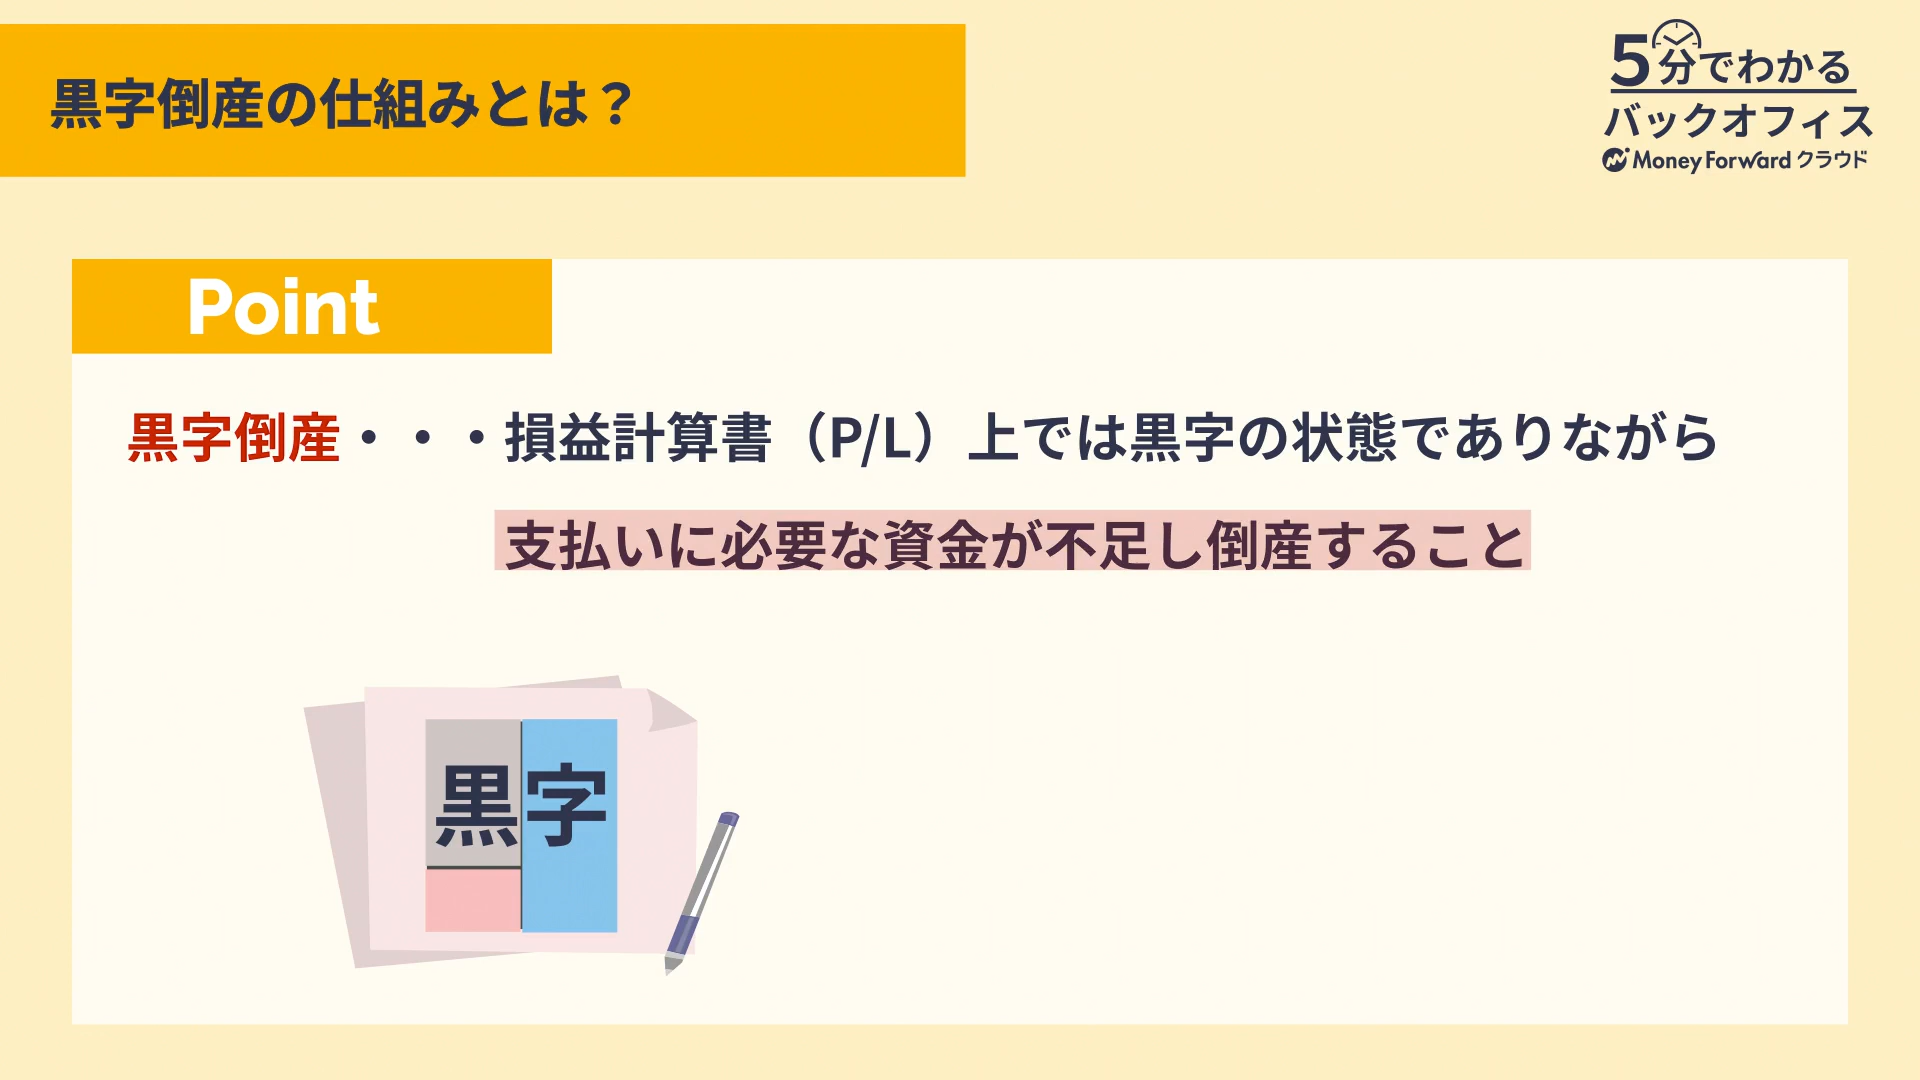 黒字倒産の仕組みとは？
5分でわかる
バックオフィス
Money Forward クラウド
Point
黒字倒産・・・損益計算書（P/L）上では黒字の状態でありながら
支払いに必要な資金が不足し倒産すること
黒字